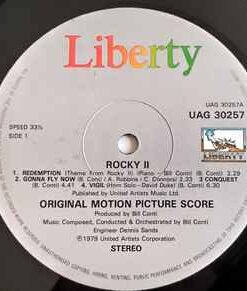 Liberty
UAG 30257A
UAG 30257
SPEED 33⅓
SIDE 1
LIBERTY
ROCKY II
1. REDEMPTION (Theme From Rocky II) (Piano – Bill Conti) 2.29
2. GONNA FLY NOW (B. Conti / A. Robbins / C. Connors) 3 CONQUEST
(B. Conti) 4.41 4. VIGIL (Horn Solo – David Duke) (B. Conti) 6.30
Published by United Artists Music Ltd.
ORIGINAL MOTION PICTURE SCORE
Produced by Bill Conti
Music Composed, Conducted & Orchestrated by Bill Conti
Engineer Dennis Sands
℗ 1979 United Artists Corporation
STEREO